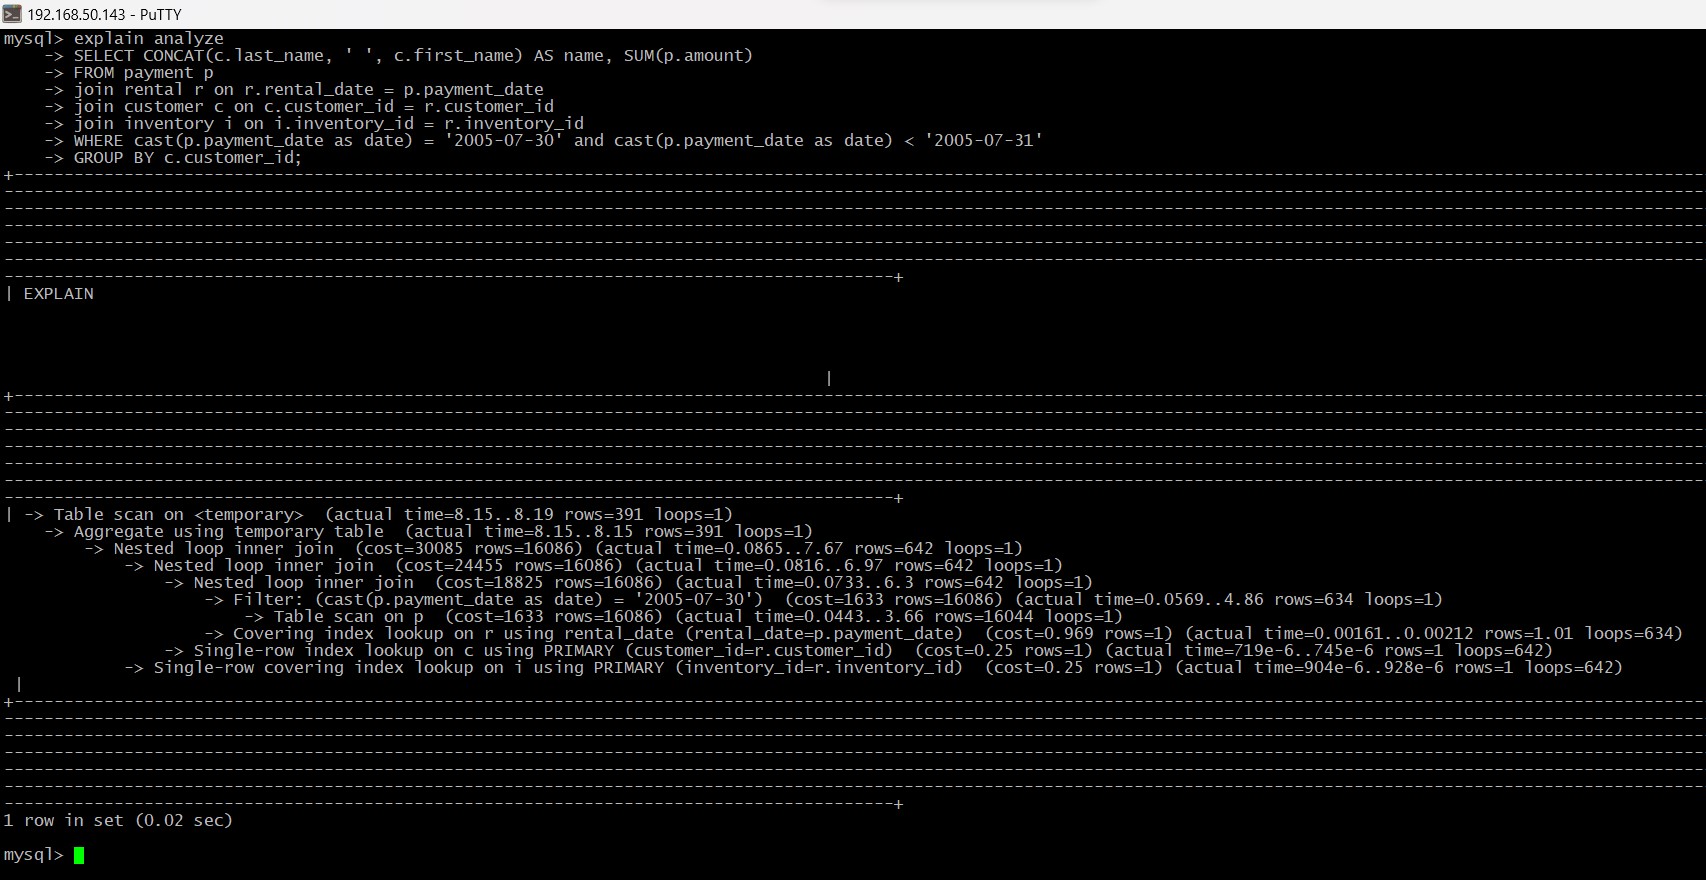 192.168.50.143 - PuTTY
mysql> explain analyze
    -> SELECT CONCAT(c.last_name, ' ', c.first_name) AS name, SUM(p.amount)
    -> FROM payment p
    -> join rental r on r.rental_date = p.payment_date
    -> join customer c on c.customer_id = r.customer_id
    -> join inventory i on i.inventory_id = r.inventory_id
    -> WHERE cast(p.payment_date as date) = '2005-07-30' and cast(p.payment_date as date) < '2005-07-31'
    -> GROUP BY c.customer_id;
| EXPLAIN
|
| -> Table scan on <temporary>  (actual time=8.15..8.19 rows=391 loops=1)
    -> Aggregate using temporary table  (actual time=8.15..8.15 rows=391 loops=1)
        -> Nested loop inner join  (cost=30085 rows=16086) (actual time=0.0865..7.67 rows=642 loops=1)
            -> Nested loop inner join  (cost=24455 rows=16086) (actual time=0.0816..6.97 rows=642 loops=1)
                -> Nested loop inner join  (cost=18825 rows=16086) (actual time=0.0733..6.3 rows=642 loops=1)
                    -> Filter: (cast(p.payment_date as date) = '2005-07-30')  (cost=1633 rows=16086) (actual time=0.0569..4.86 rows=634 loops=1)
                        -> Table scan on p  (cost=1633 rows=16086) (actual time=0.0443..3.66 rows=16044 loops=1)
                    -> Covering index lookup on r using rental_date (rental_date=p.payment_date)  (cost=0.969 rows=1) (actual time=0.00161..0.00212 rows=1.01 loops=634)
                -> Single-row index lookup on c using PRIMARY (customer_id=r.customer_id)  (cost=0.25 rows=1) (actual time=719e-6..745e-6 rows=1 loops=642)
            -> Single-row covering index lookup on i using PRIMARY (inventory_id=r.inventory_id)  (cost=0.25 rows=1) (actual time=904e-6..928e-6 rows=1 loops=642)
|
1 row in set (0.02 sec)
mysql>